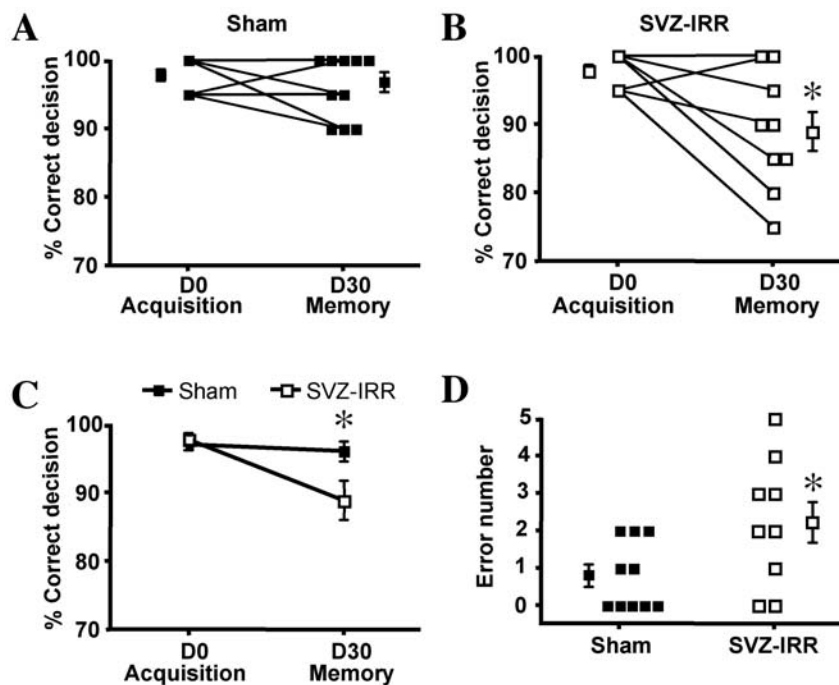 A
Sham
% Correct decision
100
90
80
70
D0
Acquisition
D30
Memory
B
SVZ-IRR
% Correct decision
100
90
80
70
*
D0
Acquisition
D30
Memory
C
Sham
SVZ-IRR
% Correct decision
100
90
80
70
*
D0
Acquisition
D30
Memory
D
Error number
5
4
3
2
1
0
*
Sham
SVZ-IRR